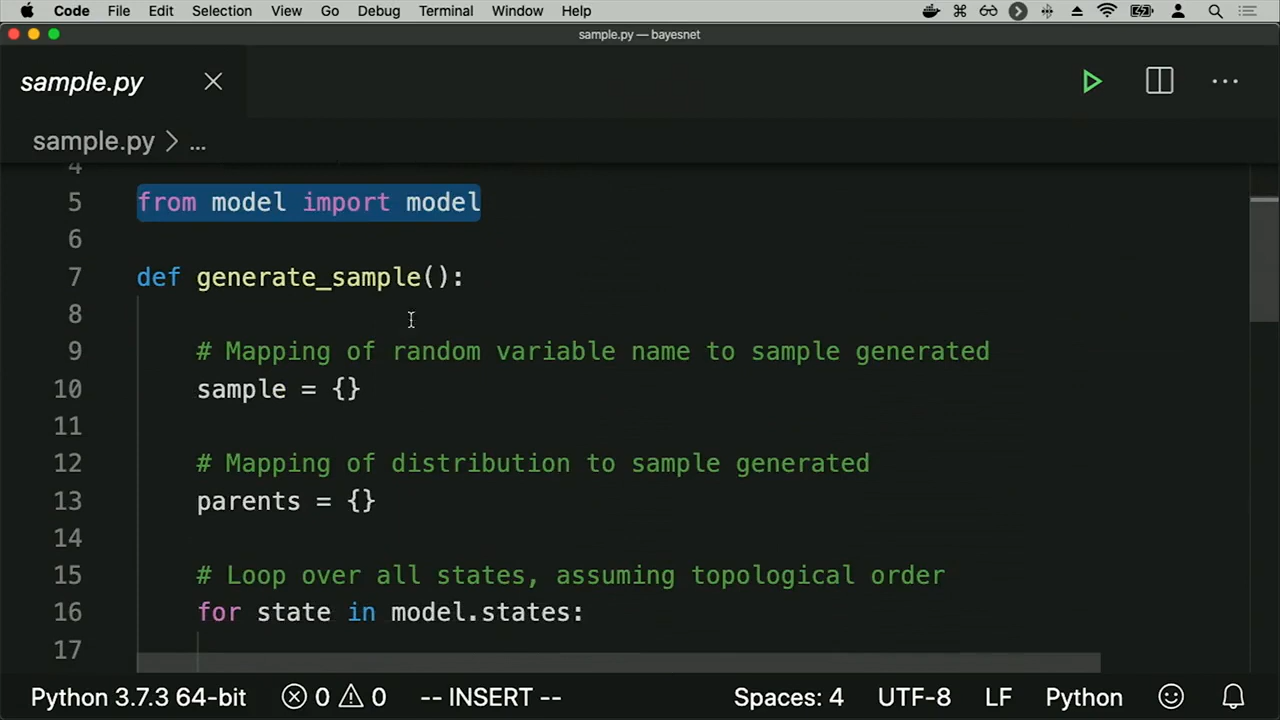 Code File Edit Selection View Go Debug Terminal Window Help
sample.py — bayesnet
sample.py
sample.py > ...
4
5 from model import model
6
7 def generate_sample():
8
9 # Mapping of random variable name to sample generated
10 sample = {}
11
12 # Mapping of distribution to sample generated
13 parents = {}
14
15 # Loop over all states, assuming topological order
16 for state in model.states:
17
Python 3.7.3 64-bit 0 0 -- INSERT -- Spaces: 4 UTF-8 LF Python